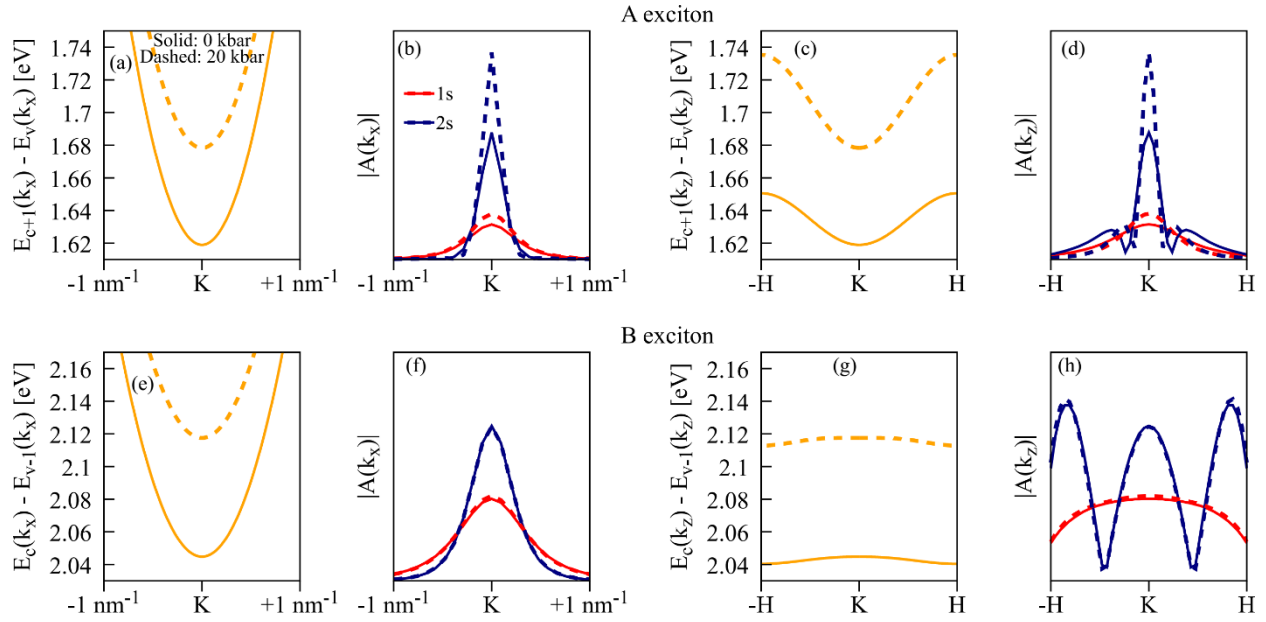 A exciton
E_{c+1}(k_x) - E_v(k_x) [eV]
1.74
1.72
1.7
1.68
1.66
1.64
1.62
(a)
Solid: 0 kbar
Dashed: 20 kbar
-1 nm^{-1}
K
+1 nm^{-1}
|A(k_x)|
(b)
1s
2s
-1 nm^{-1}
K
+1 nm^{-1}
E_{c+1}(k_z) - E_v(k_z) [eV]
1.74
1.72
1.7
1.68
1.66
1.64
1.62
(c)
-H
K
H
|A(k_z)|
(d)
-H
K
H
B exciton
E_c(k_x) - E_{v-1}(k_x) [eV]
2.16
2.14
2.12
2.1
2.08
2.06
2.04
(e)
-1 nm^{-1}
K
+1 nm^{-1}
|A(k_x)|
(f)
-1 nm^{-1}
K
+1 nm^{-1}
E_c(k_z) - E_{v-1}(k_z) [eV]
2.16
2.14
2.12
2.1
2.08
2.06
2.04
(g)
-H
K
H
|A(k_z)|
(h)
-H
K
H